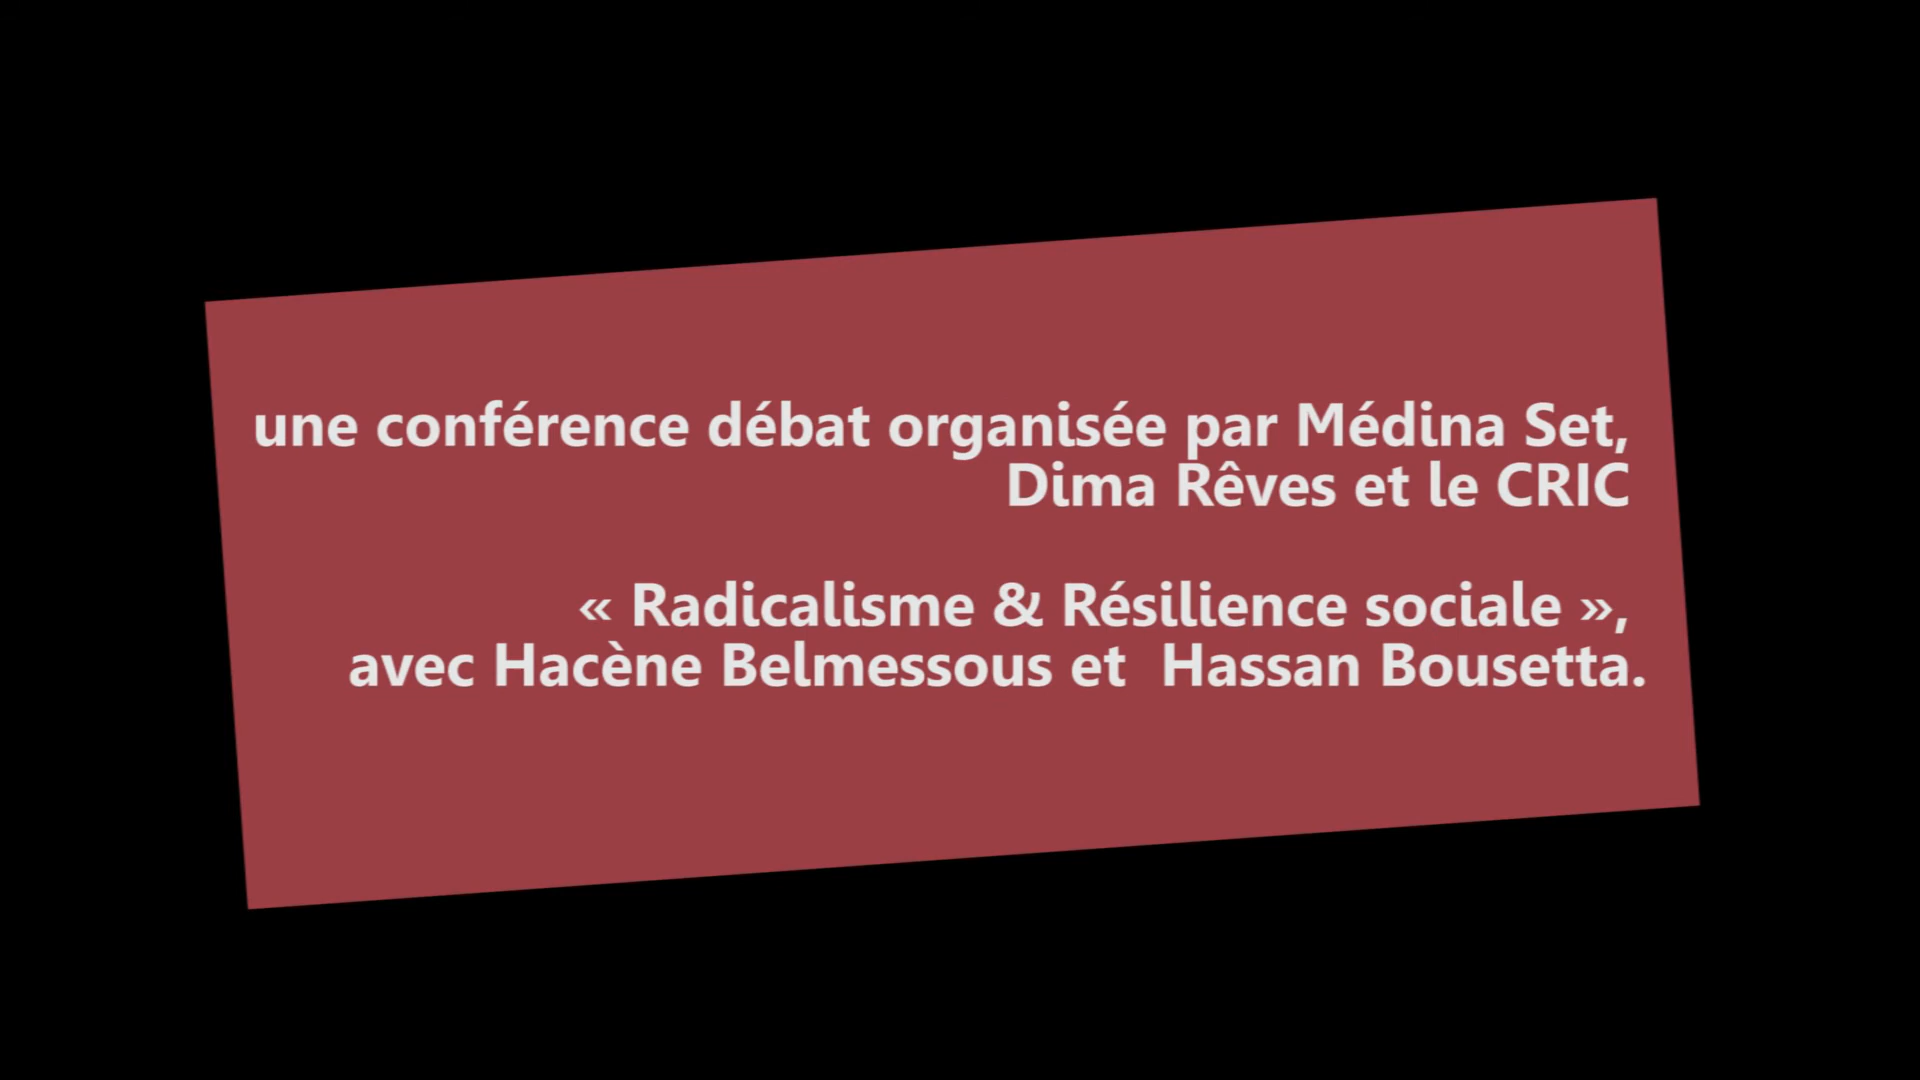 une conférence débat organisée par Médina Set,
Dima Rêves et le CRIC
« Radicalisme & Résilience sociale »,
avec Hacène Belmessous et  Hassan Bousetta.